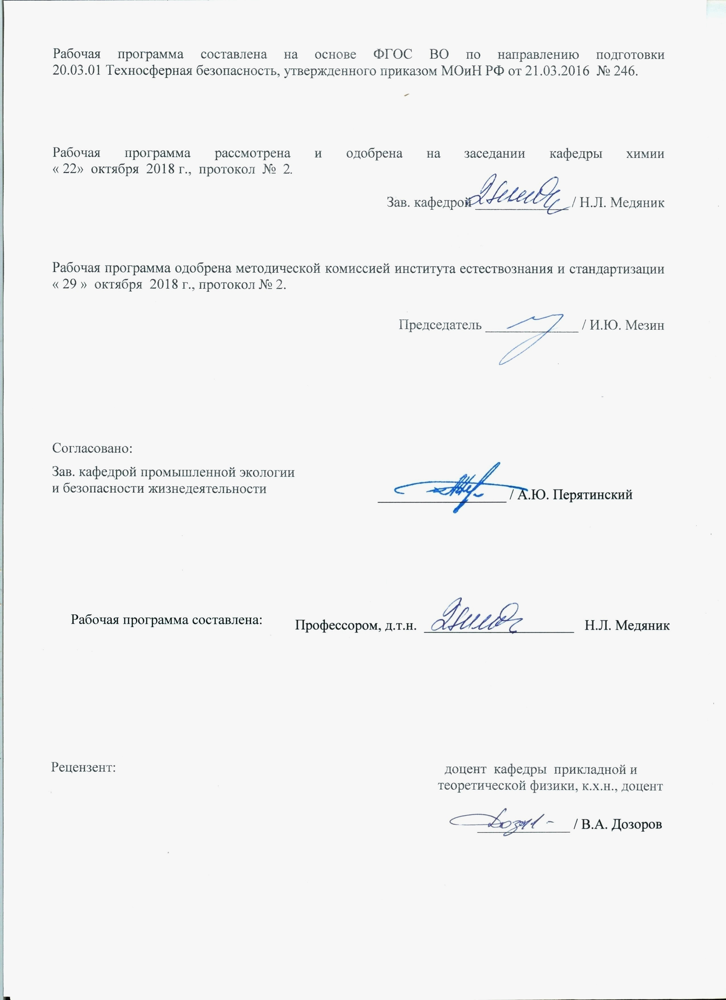 Рабочая программа составлена на основе ФГОС ВО по направлению подготовки
20.03.01 Техносферная безопасность, утвержденного приказом МОиН РФ от 21.03.2016 № 246.
Рабочая программа рассмотрена и одобрена на заседании кафедры химии
« 22» октября 2018 г., протокол № 2.
Зав. кафедрой ______________ / Н.Л. Медяник
Рабочая программа одобрена методической комиссией института естествознания и стандартизации
« 29 » октября 2018 г., протокол № 2.
Председатель ______________ / И.Ю. Мезин
Согласовано:
Зав. кафедрой промышленной экологии
и безопасности жизнедеятельности
____________________ / А.Ю. Перятинский
Рабочая программа составлена: Профессором, д.т.н. ______________________ Н.Л. Медяник
Рецензент:
доцент кафедры прикладной и
теоретической физики, к.х.н., доцент
______________ / В.А. Дозоров